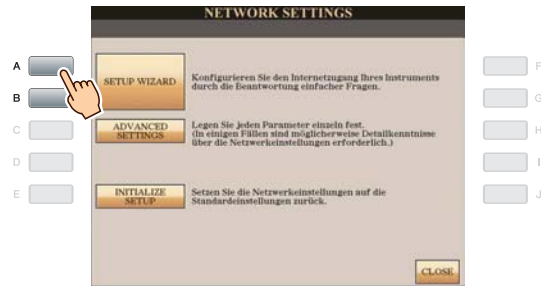 NETWORK SETTINGS
A
B
C
D
E
SETUP WIZARD
Konfigurieren Sie den Internetzugang Ihres Instruments
durch die Beantwortung einfacher Fragen.
ADVANCED
SETTINGS
Legen Sie jeden Parameter einzeln fest.
(In einigen Fällen sind möglicherweise Detailkenntnisse
über die Netzwerkeinstellungen erforderlich.)
INITIALIZE
SETUP
Setzen Sie die Netzwerkeinstellungen auf die
Standardeinstellungen zurück.
CLOSE
F
G
H
I
J